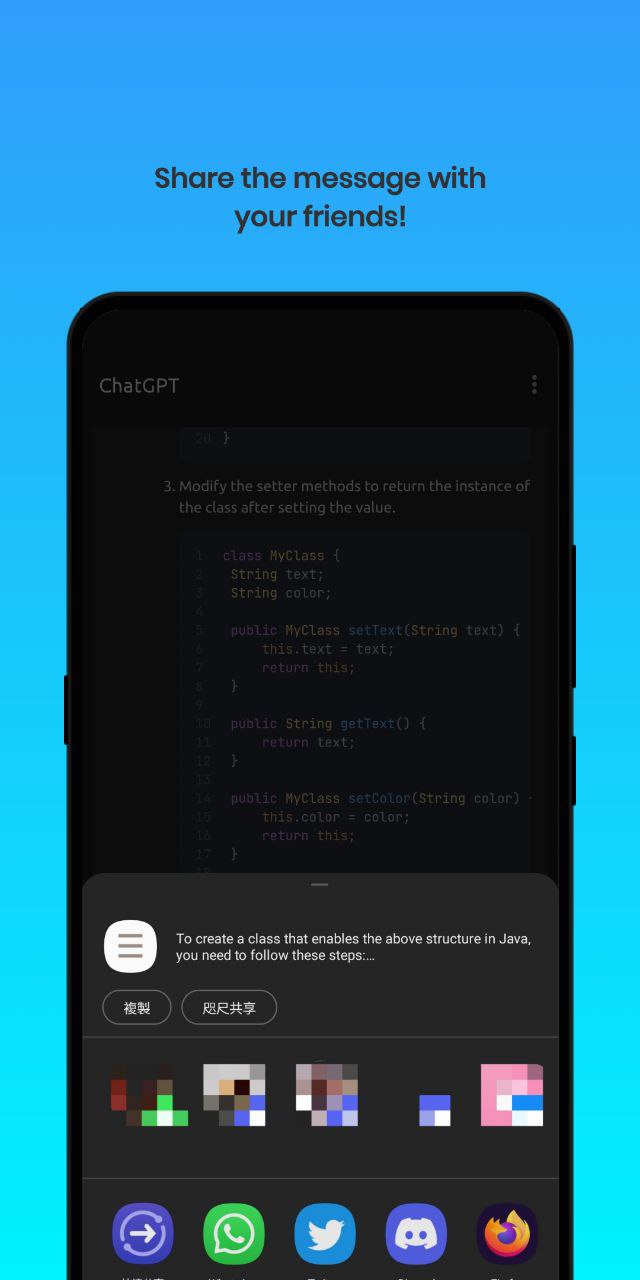 Share the message with
your friends!
ChatGPT
20 }
3. Modify the setter methods to return the instance of
the class after setting the value.
1 class MyClass {
2 String text;
3 String color;
4
5 public MyClass setText(String text) {
6 this.text = text;
7 return this;
8 }
9
10 public String getText() {
11 return text;
12 }
13
14 public MyClass setColor(String color)
15 this.color = color;
16 return this;
17 }
18
To create a class that enables the above structure in Java,
you need to follow these steps:...
複製
咫尺共享